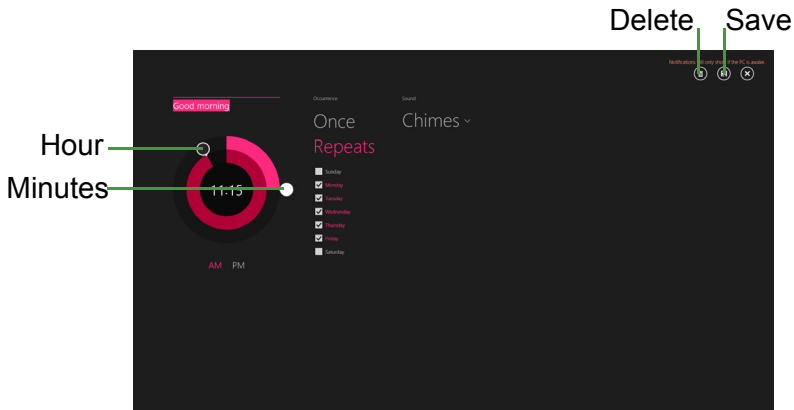 Delete Save
Notifications will only show if the PC is awake.
Good morning
Occurrence
Sound
Once
Chimes
Repeats
Hour
Minutes
11:15
Sunday
Monday
Tuesday
Wednesday
Thursday
Friday
Saturday
AM PM